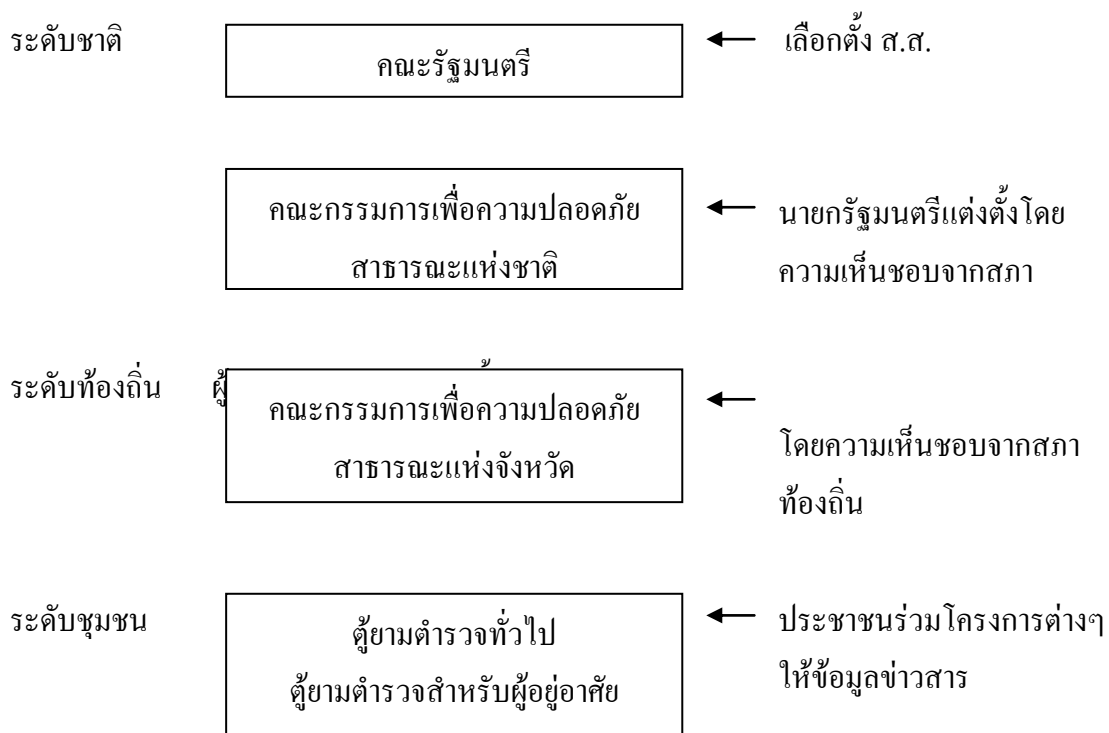 ระดับชาติ
คณะรัฐมนตรี
เลือกตั้ง ส.ส.
คณะกรรมการเพื่อความปลอดภัย
สาธารณะแห่งชาติ
นายกรัฐมนตรีแต่งตั้งโดย
ความเห็นชอบจากสภา
ระดับท้องถิ่น
คณะกรรมการเพื่อความปลอดภัย
สาธารณะแห่งจังหวัด
โดยความเห็นชอบจากสภา
ท้องถิ่น
ระดับชุมชน
ตู้ยามตำรวจทั่วไป
ตู้ยามตำรวจสำหรับผู้อยู่อาศัย
ประชาชนร่วมโครงการต่างๆ
ให้ข้อมูลข่าวสาร